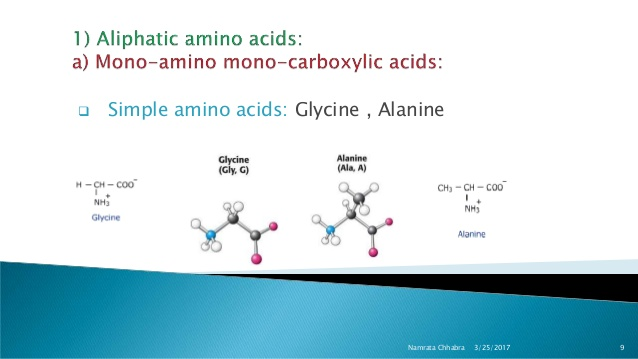 1) Aliphatic amino acids:
a) Mono-amino mono-carboxylic acids:
❑ Simple amino acids: Glycine , Alanine
Glycine
(Gly, G)
Alanine
(Ala, A)
H – CH – COO⁻
NH₃⁺
Glycine
CH₃ – CH – COO⁻
NH₃⁺
Alanine
Namrata Chhabra 3/25/2017 9